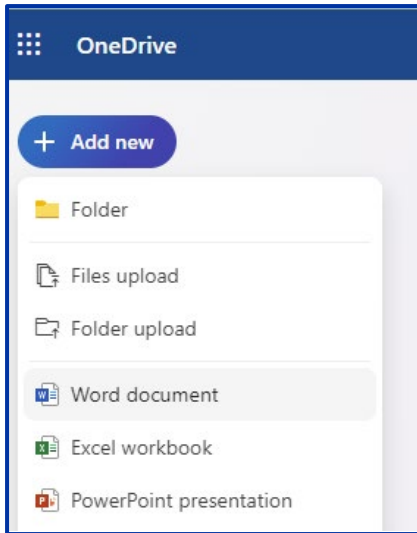 OneDrive
+ Add new
Folder
Files upload
Folder upload
Word document
Excel workbook
PowerPoint presentation